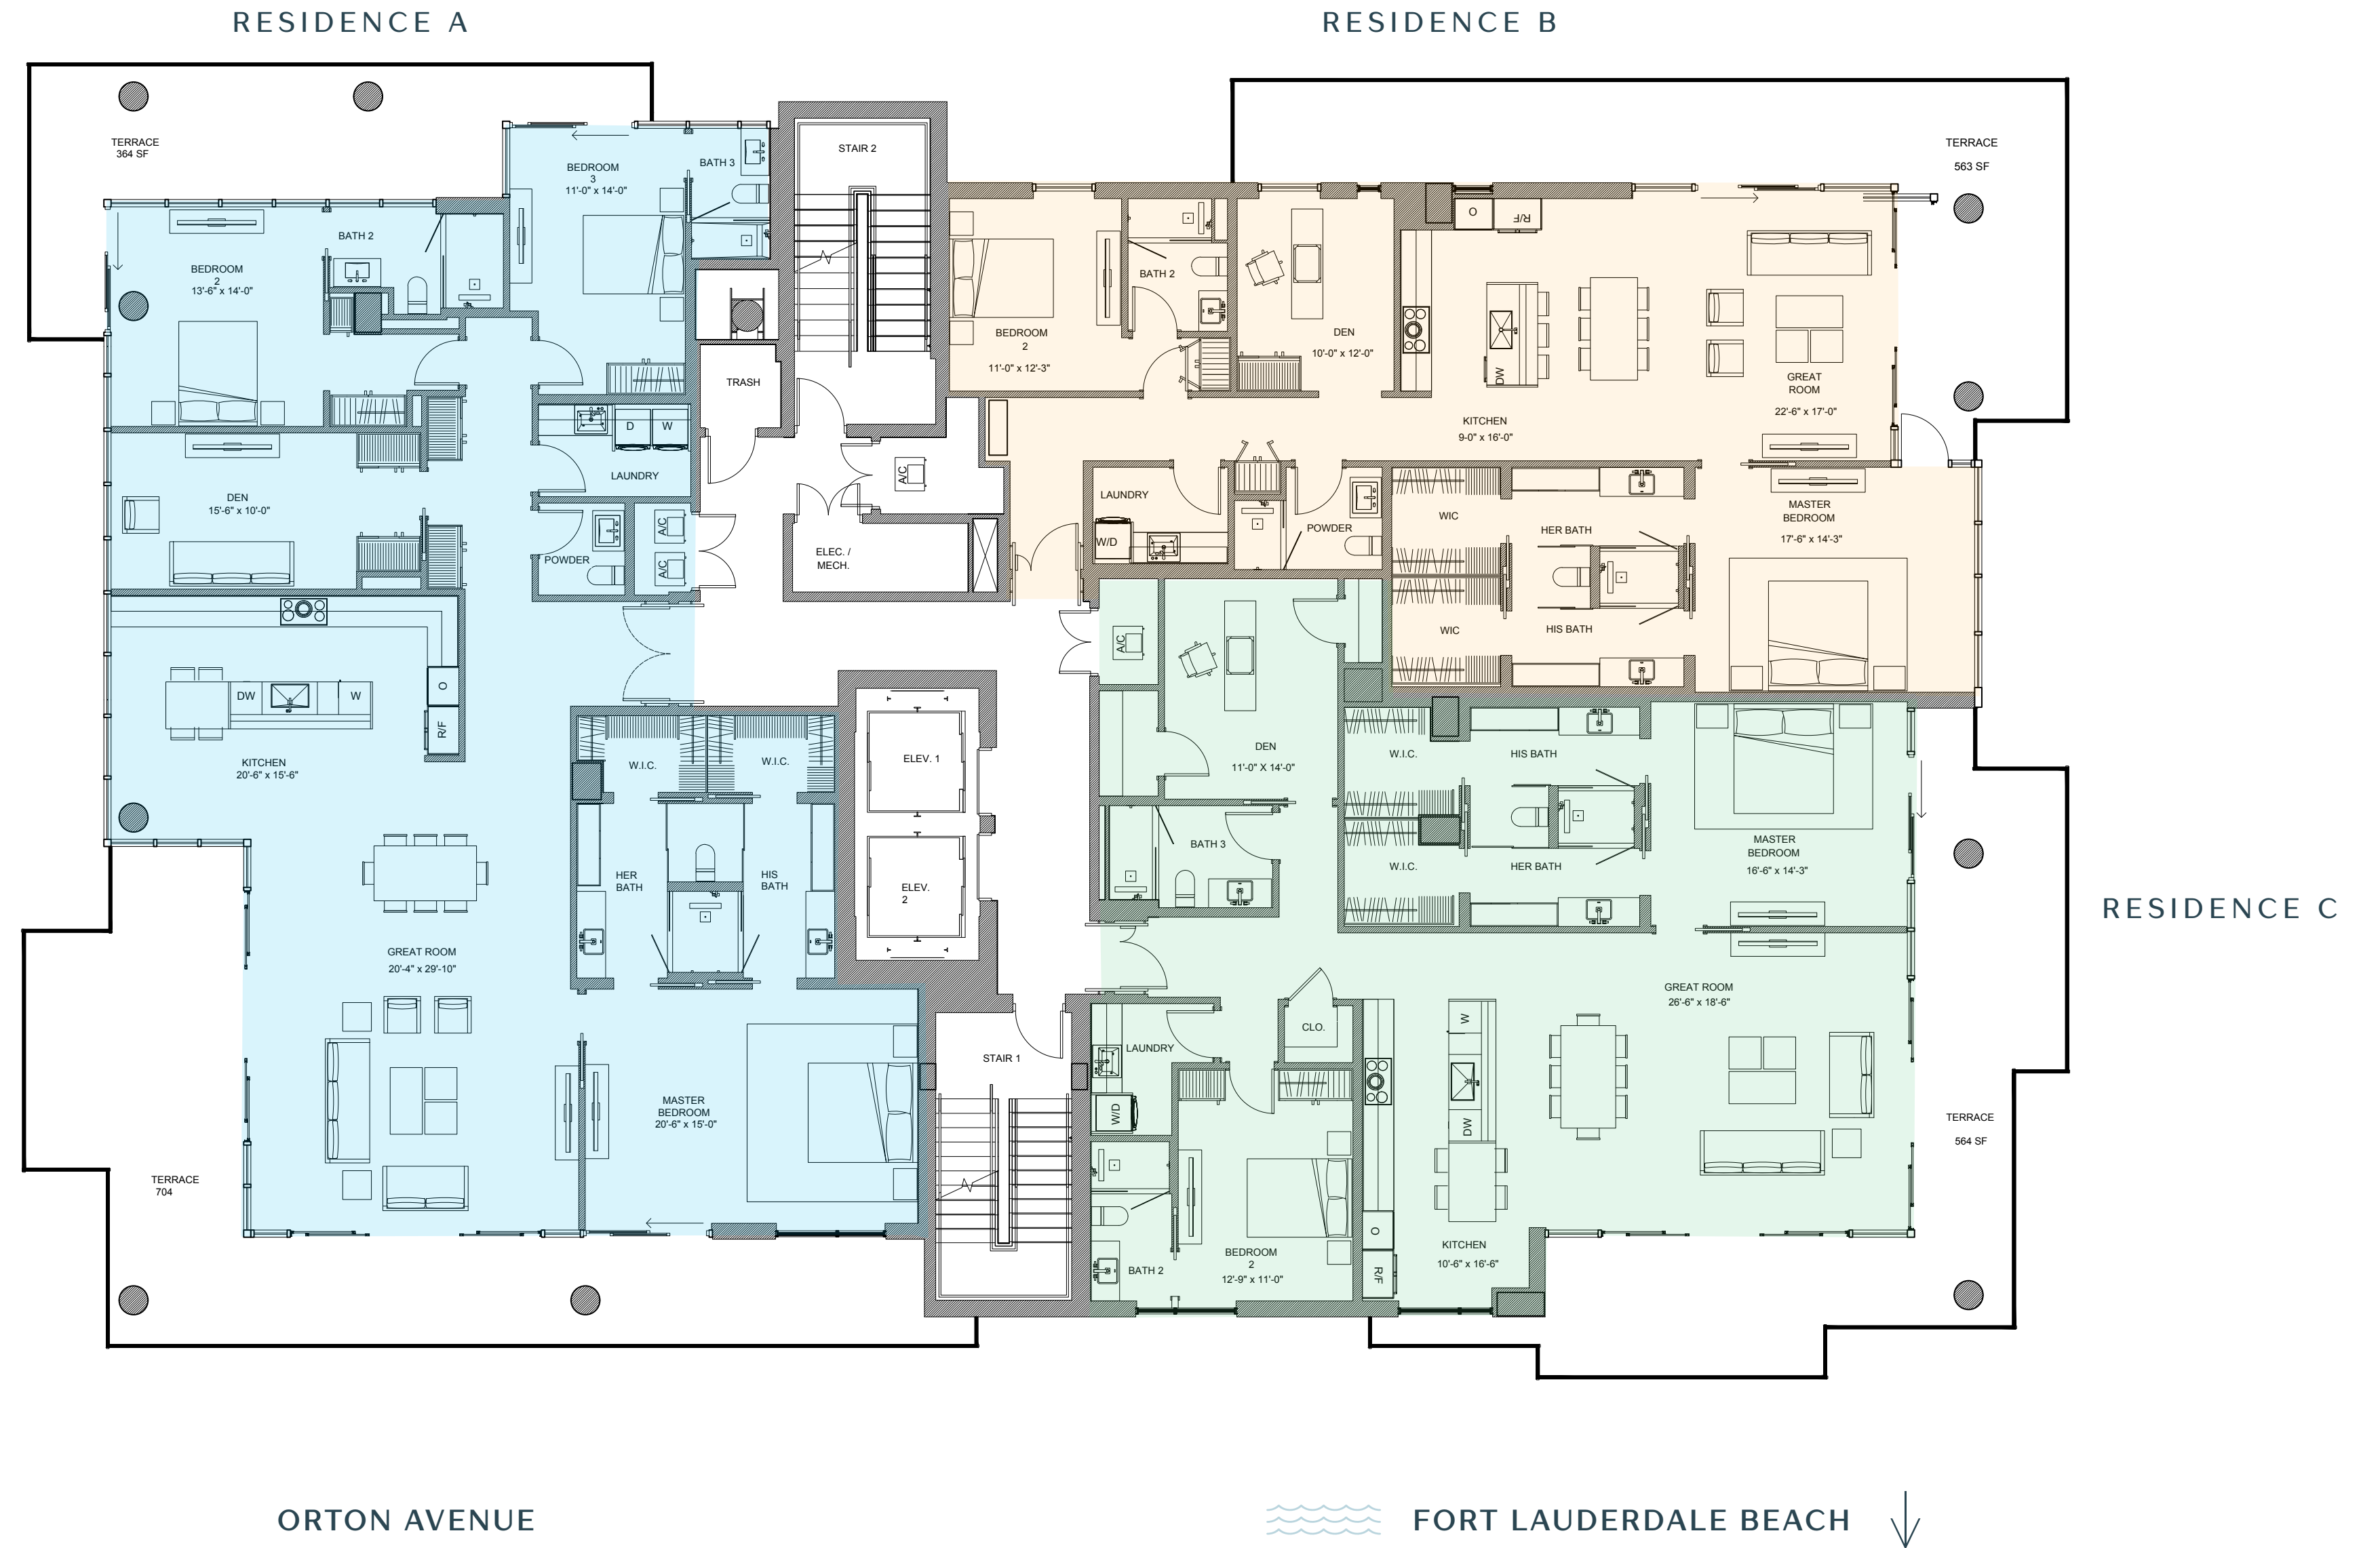 RESIDENCE A
RESIDENCE B
TERRACE
364 SF
BEDROOM
3
11'-0" x 14'-0"
BATH 3
BATH 2
BEDROOM
2
13'-6" x 14'-0"
DEN
15'-6" x 10'-0"
D
W
LAUNDRY
POWDER
A/C
A/C
DW
W
O
R/F
KITCHEN
20'-6" x 15'-6"
W.I.C.
W.I.C.
HER
BATH
HIS
BATH
GREAT ROOM
20'-4" x 29'-10"
MASTER
BEDROOM
20'-6" x 15'-0"
TERRACE
704
STAIR 2
TRASH
A/C
ELEC. /
MECH.
ELEV. 1
ELEV.
2
STAIR 1
TERRACE
563 SF
BEDROOM
2
11'-0" x 12'-3"
BATH 2
DEN
10'-0" x 12'-0"
O
R/F
DW
KITCHEN
9-0" x 16'-0"
GREAT
ROOM
22'-6" x 17'-0"
LAUNDRY
W/D
POWDER
WIC
HER BATH
WIC
HIS BATH
MASTER
BEDROOM
17'-6" x 14'-3"
A/C
DEN
11'-0" X 14'-0"
BATH 3
W.I.C.
HIS BATH
W.I.C.
HER BATH
MASTER
BEDROOM
16'-6" x 14'-3"
RESIDENCE C
GREAT ROOM
26'-6" x 18'-6"
CLO.
LAUNDRY
W/D
W
DW
BATH 2
BEDROOM
2
12'-9" x 11'-0"
O
R/F
KITCHEN
10'-6" x 16'-6"
TERRACE
564 SF
ORTON AVENUE
FORT LAUDERDALE BEACH